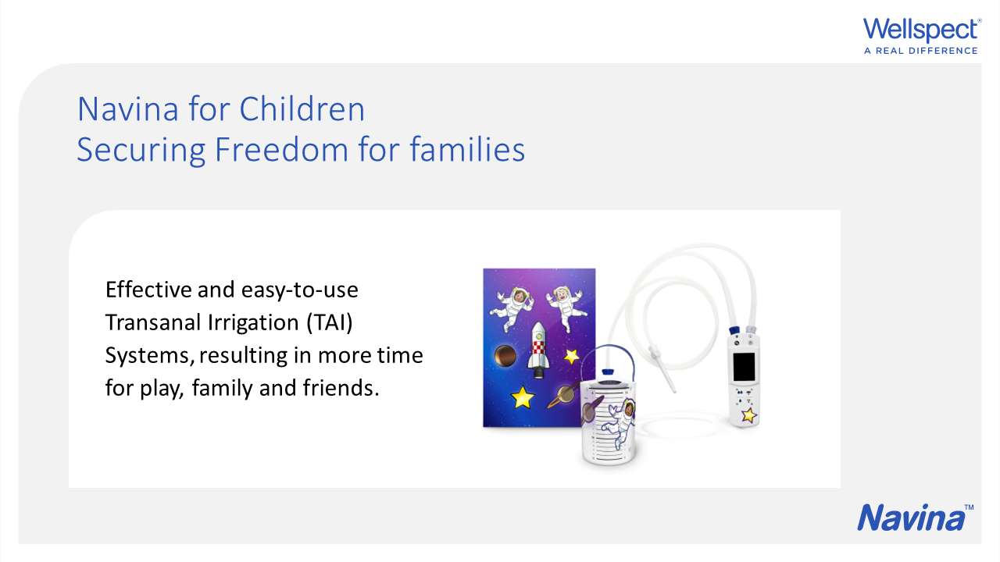 Wellspect®
A REAL DIFFERENCE
Navina for Children
Securing Freedom for families
Effective and easy-to-use
Transanal Irrigation (TAI)
Systems, resulting in more time
for play, family and friends.
Navina™